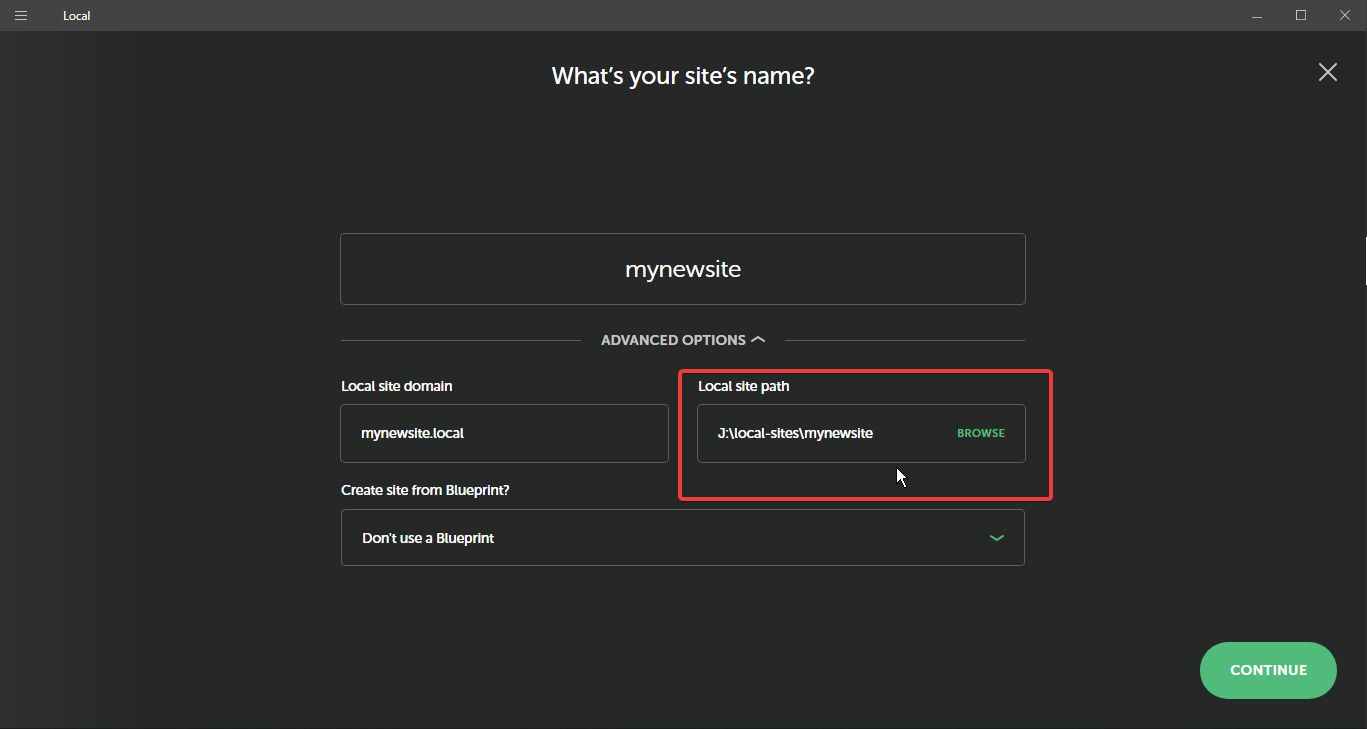 Local
What's your site's name?
mynewsite
ADVANCED OPTIONS
Local site domain
Local site path
mynewsite.local
J:\local-sites\mynewsite
BROWSE
Create site from Blueprint?
Don't use a Blueprint
CONTINUE